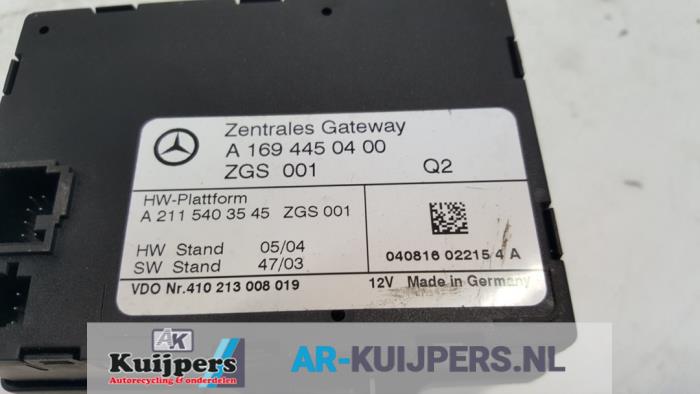 Zentrales Gateway
A 169 445 04 00
ZGS 001 Q2
HW-Plattform
A 211 540 35 45 ZGS 001
HW Stand 05/04
SW Stand 47/03
040816 02215 4 A
VDO Nr.410 213 008 019 12V Made in Germany
AK
Kuijpers
Autorecycling & onderdelen
AR-KUIJPERS.NL